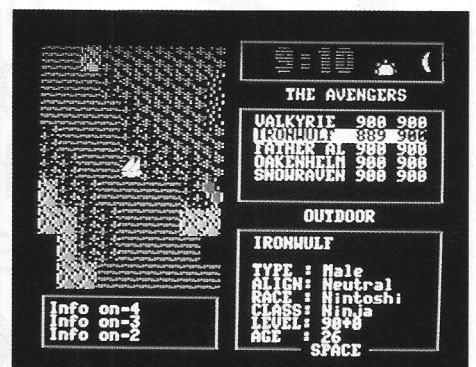 9:10
THE AVENGERS
VALKYRIE 900 900
IRONWULF 889 900
FATHER AL 900 900
OAKENHELM 900 900
SNOWRAVEN 900 900
OUTDOOR
IRONWULF
TYPE : Male
ALIGN: Neutral
RACE : Nintoshi
CLASS: Ninja
LEVEL: 90+0
AGE : 26
SPACE
Info on-4
Info on-3
Info on-2